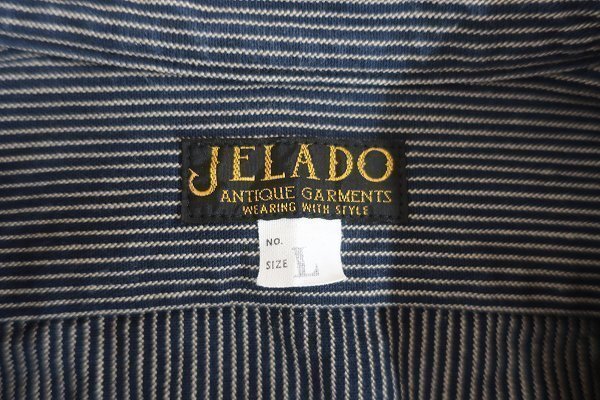 JELADO
ANTIQUE GARMENTS
WEARING WITH STYLE
NO.
SIZE L